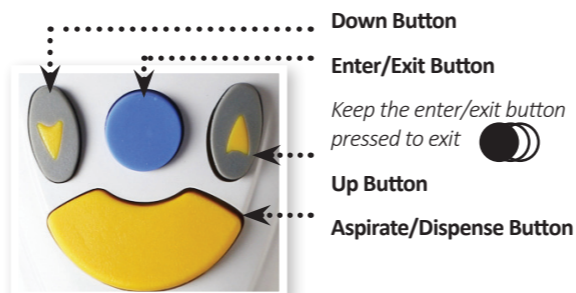 Down Button
Enter/Exit Button
Keep the enter/exit button
pressed to exit
Up Button
Aspirate/Dispense Button